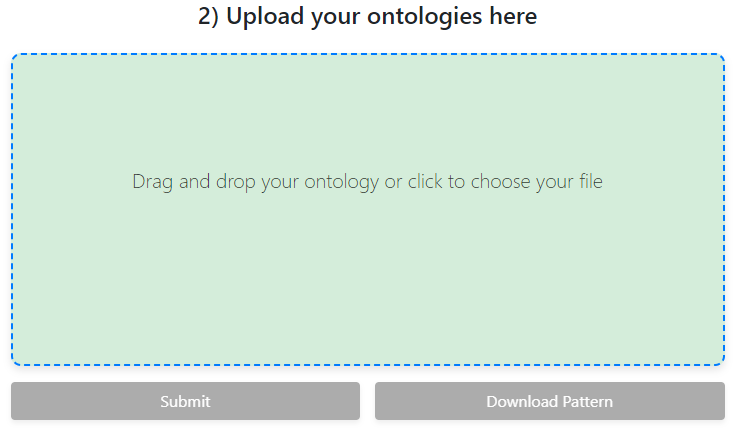 2) Upload your ontologies here
Drag and drop your ontology or click to choose your file
Submit
Download Pattern